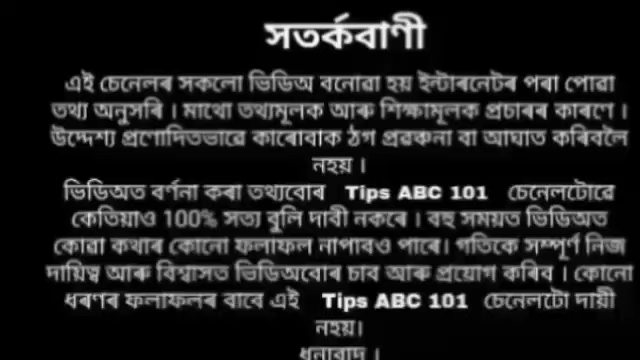 সতৰ্কবাণী
এই চেনেলৰ সকলো ভিডিঅ বনোৱা হয় ইন্টাৰনেটৰ পৰা পোৱা
তথ্য অনুসৰি । মাথো তথ্যমূলক আৰু শিক্ষামূলক প্ৰচাৰৰ কাৰণে ।
উদ্দেশ্য প্ৰণোদিতভাৱে কাৰোবাক ঠগ প্ৰৱঞ্চনা বা আঘাত কৰিবলৈ
নহয় ।
ভিডিঅত বৰ্ণনা কৰা তথ্যবোৰ Tips ABC 101 চেনেলটোৱে
কেতিয়াও 100% সত্য বুলি দাবী নকৰে । বহু সময়ত ভিডিঅত
কোৱা কথাৰ কোনো ফলাফল নাপাবও পাৰে। গতিকে সম্পূৰ্ণ নিজ
দায়িত্ব আৰু বিশ্বাসত ভিডিঅবোৰ চাব আৰু প্ৰয়োগ কৰিব । কোনো
ধৰণৰ ফলাফলৰ বাবে এই Tips ABC 101 চেনেলটো দায়ী
নহয়।
ধন্যবাদ ।